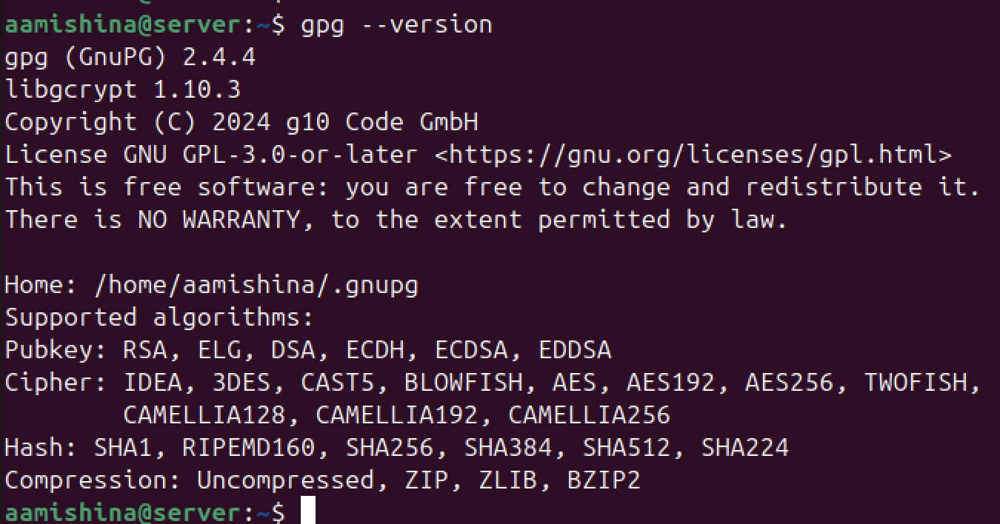 aamishina@server:~$ gpg --version
gpg (GnuPG) 2.4.4
libgcrypt 1.10.3
Copyright (C) 2024 g10 Code GmbH
License GNU GPL-3.0-or-later <https://gnu.org/licenses/gpl.html>
This is free software: you are free to change and redistribute it.
There is NO WARRANTY, to the extent permitted by law.

Home: /home/aamishina/.gnupg
Supported algorithms:
Pubkey: RSA, ELG, DSA, ECDH, ECDSA, EDDSA
Cipher: IDEA, 3DES, CAST5, BLOWFISH, AES, AES192, AES256, TWOFISH,
        CAMELLIA128, CAMELLIA192, CAMELLIA256
Hash: SHA1, RIPEMD160, SHA256, SHA384, SHA512, SHA224
Compression: Uncompressed, ZIP, ZLIB, BZIP2
aamishina@server:~$